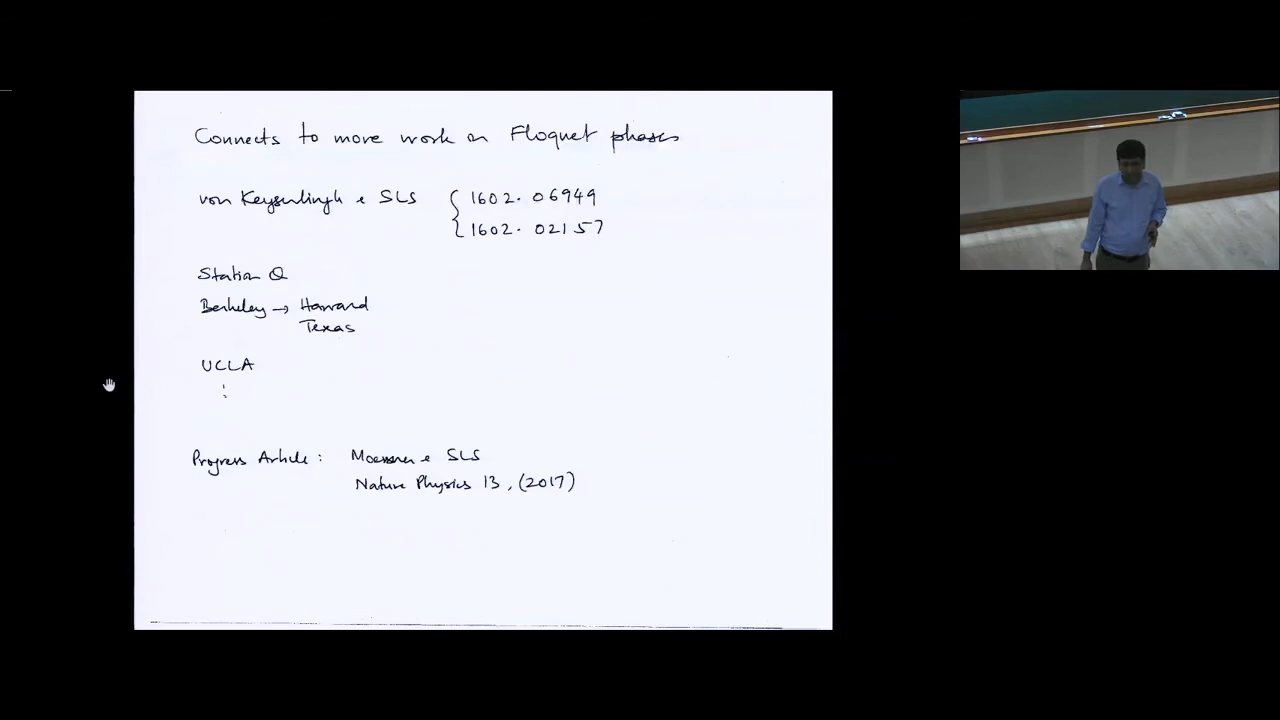 Connects to more work on Floquet phases
von Keyserlingk & SLS { 1602.06949
1602.02157
Station Q
Berkeley → Harvard
Texas
UCLA
⋮
Progress Article : Moessner & SLS
Nature Physics 13, (2017)